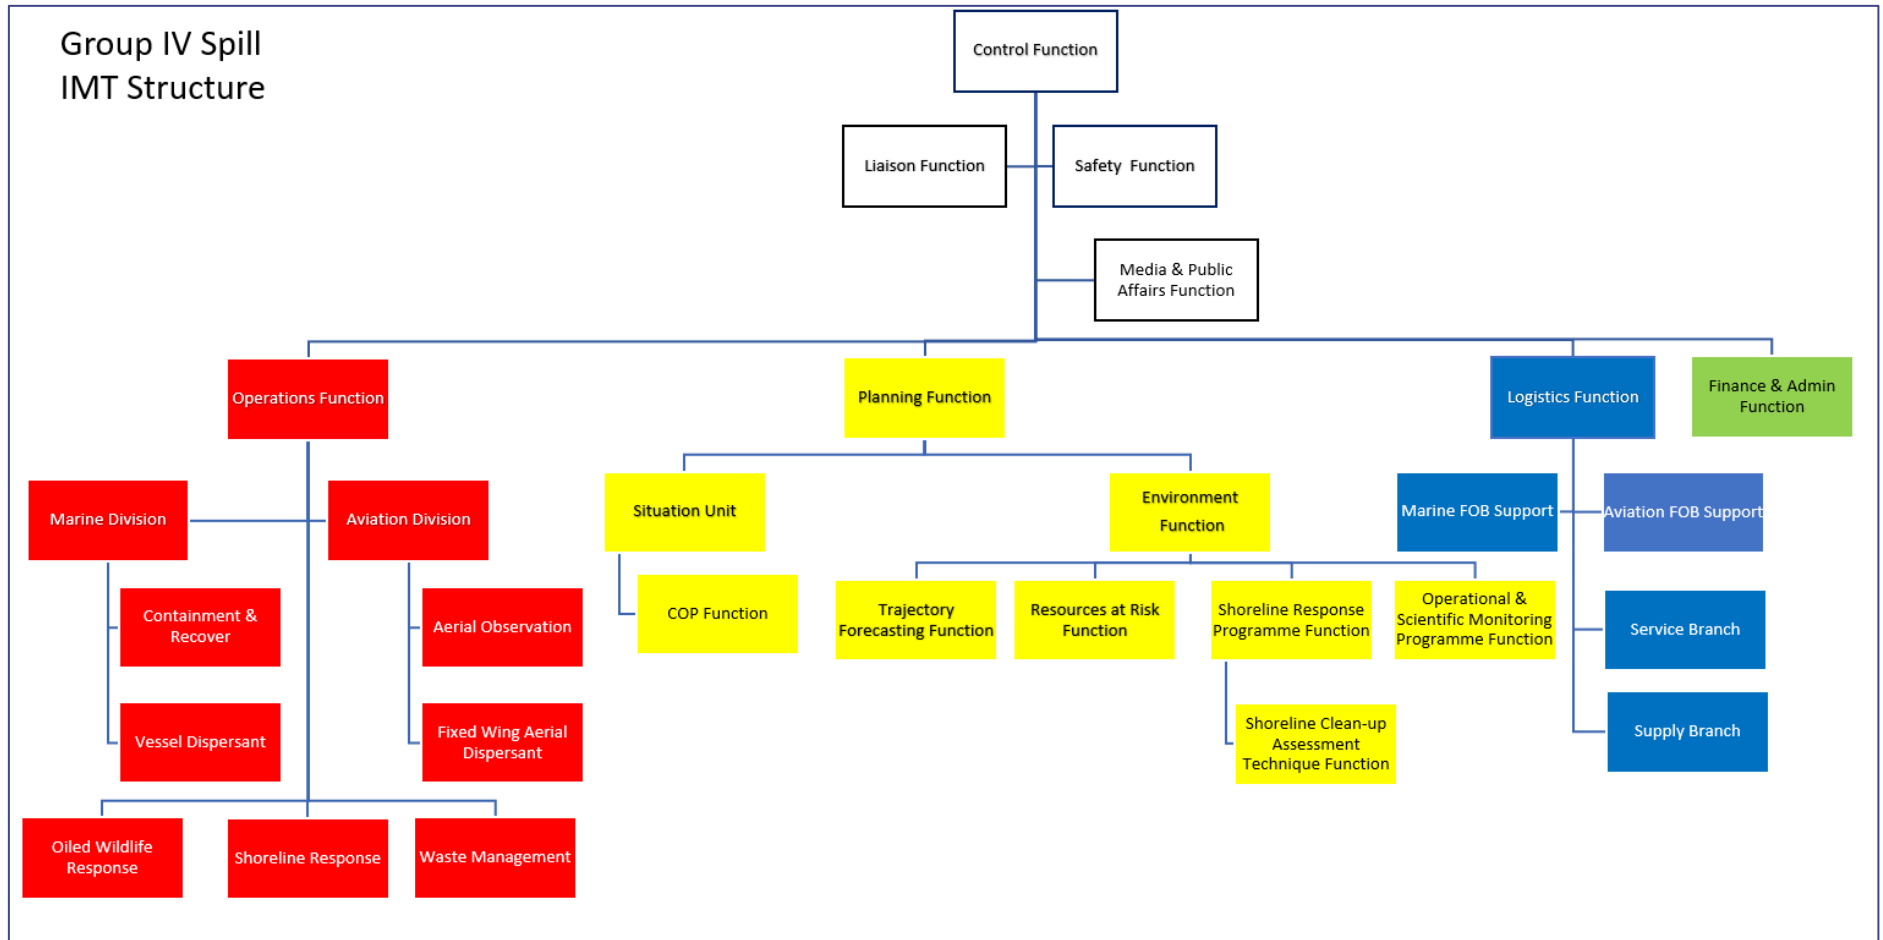 Group IV Spill
IMT Structure
Control Function
Liaison Function
Safety Function
Media & Public
Affairs Function
Operations Function
Planning Function
Logistics Function
Finance & Admin
Function
Marine Division
Aviation Division
Situation Unit
Environment
Function
Marine FOB Support
Aviation FOB Support
Containment &
Recover
Aerial Observation
COP Function
Trajectory
Forecasting Function
Resources at Risk
Function
Shoreline Response
Programme Function
Operational &
Scientific Monitoring
Programme Function
Service Branch
Vessel Dispersant
Fixed Wing Aerial
Dispersant
Shoreline Clean-up
Assessment
Technique Function
Supply Branch
Oiled Wildlife
Response
Shoreline Response
Waste Management